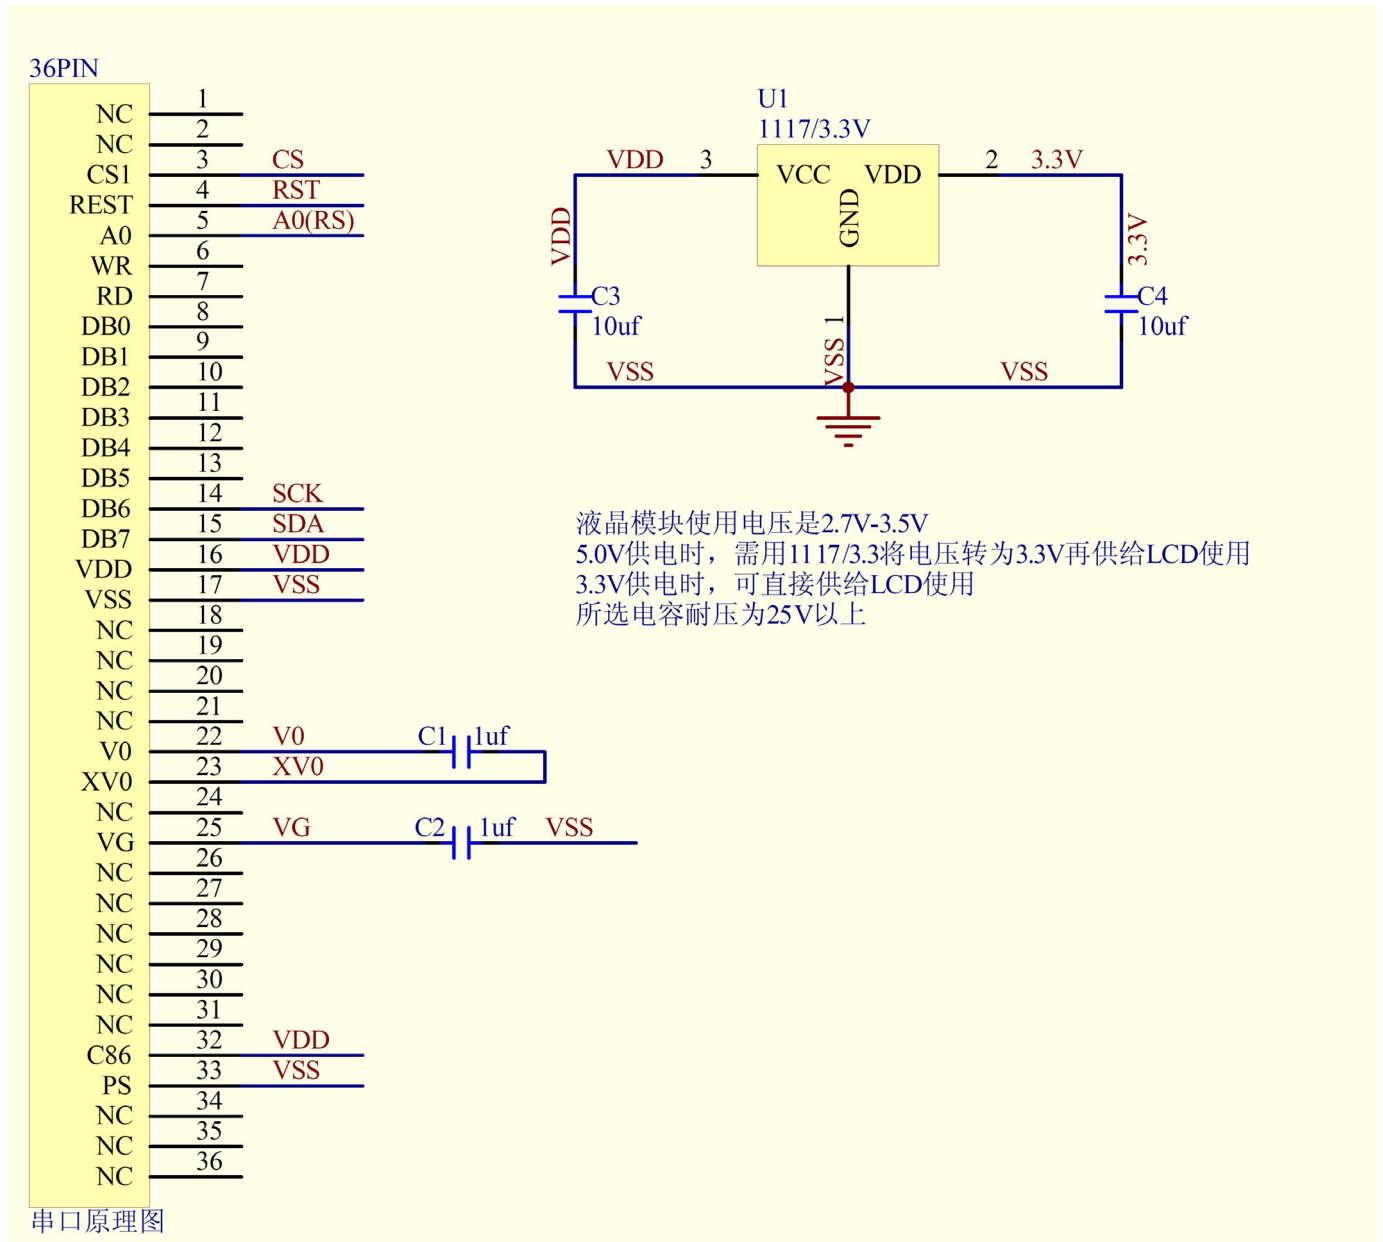 36PIN
NC 1
NC 2
CS1 3 CS
REST 4 RST
A0 5 A0(RS)
WR 6
RD 7
DB0 8
DB1 9
DB2 10
DB3 11
DB4 12
DB5 13
DB6 14 SCK
DB7 15 SDA
VDD 16 VDD
VSS 17 VSS
NC 18
NC 19
NC 20
NC 21
V0 22 V0 C1 1uf
XV0 23 XV0
NC 24
VG 25 VG C2 1uf VSS
NC 26
NC 27
NC 28
NC 29
NC 30
NC 31
C86 32 VDD
PS 33 VSS
NC 34
NC 35
NC 36
串口原理图
U1
1117/3.3V
VDD 3 VCC VDD 2 3.3V
GND
VDD
3.3V
C3
10uf
C4
10uf
1
VSS
VSS
VSS
液晶模块使用电压是2.7V-3.5V
5.0V供电时，需用1117/3.3将电压转为3.3V再供给LCD使用
3.3V供电时，可直接供给LCD使用
所选电容耐压为25V以上